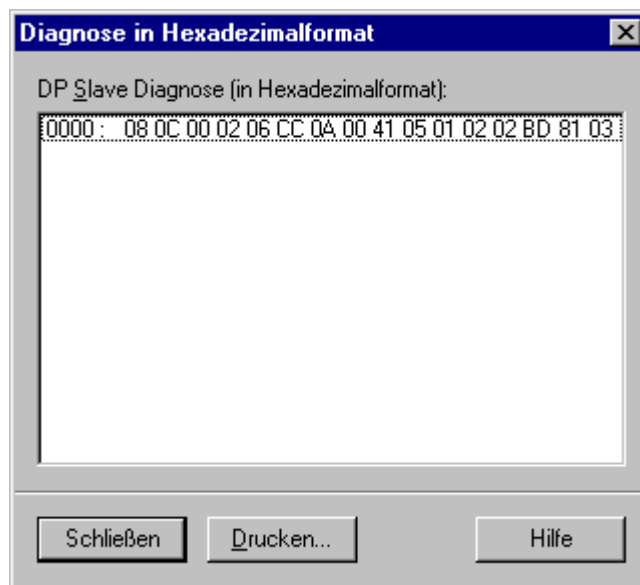 Diagnose in Hexadezimalformat
DP Slave Diagnose (in Hexadezimalformat):
0000 : 08 0C 00 02 06 CC 0A 00 41 05 01 02 02 BD 81 03
Schließen Drucken... Hilfe